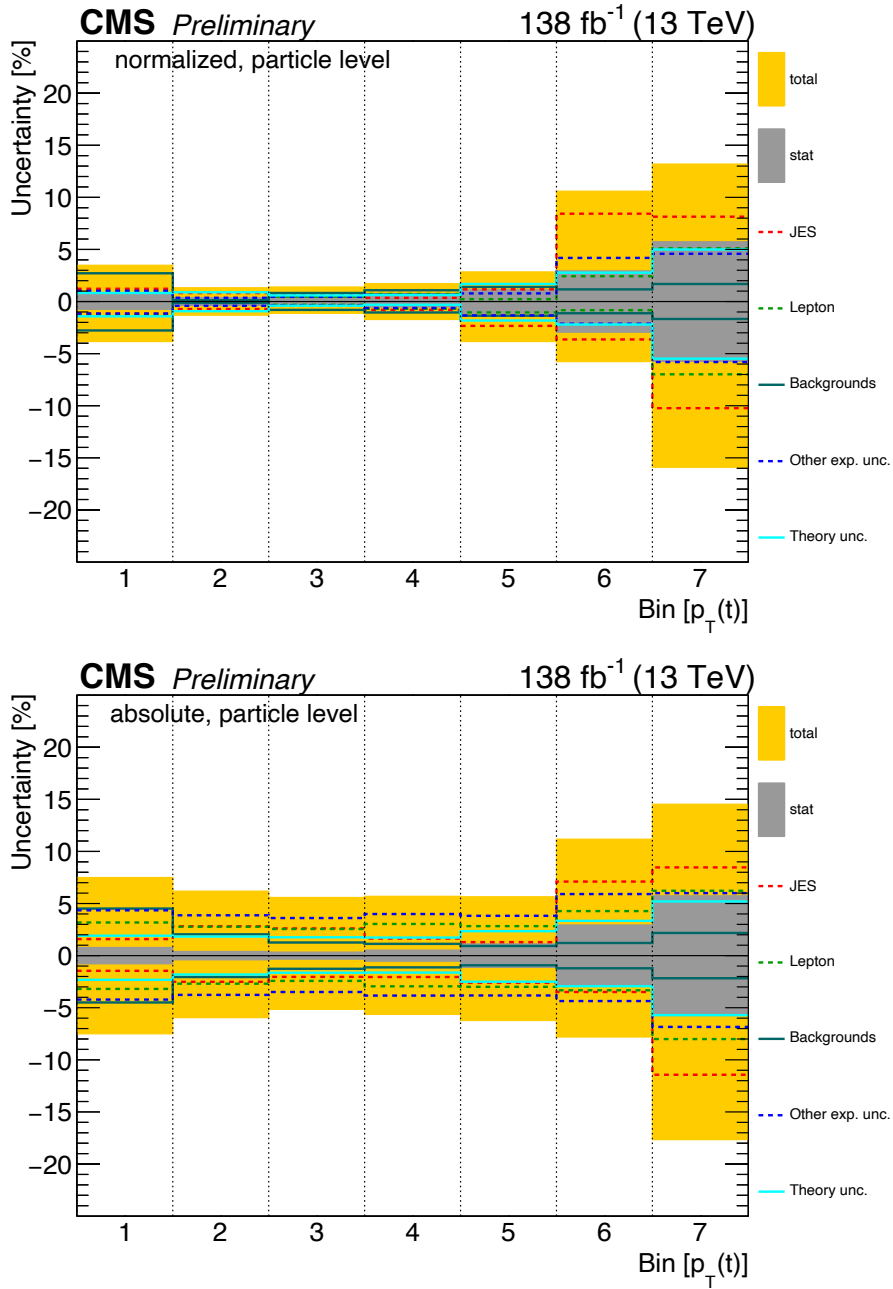 CMS Preliminary 138 fb-1 (13 TeV)
normalized, particle level
Uncertainty [%]
20
15
10
5
0
−5
−10
−15
−20
1 2 3 4 5 6 7
Bin [pT(t)]
total
stat
JES
Lepton
Backgrounds
Other exp. unc.
Theory unc.
CMS Preliminary 138 fb-1 (13 TeV)
absolute, particle level
Uncertainty [%]
20
15
10
5
0
−5
−10
−15
−20
1 2 3 4 5 6 7
Bin [pT(t)]
total
stat
JES
Lepton
Backgrounds
Other exp. unc.
Theory unc.